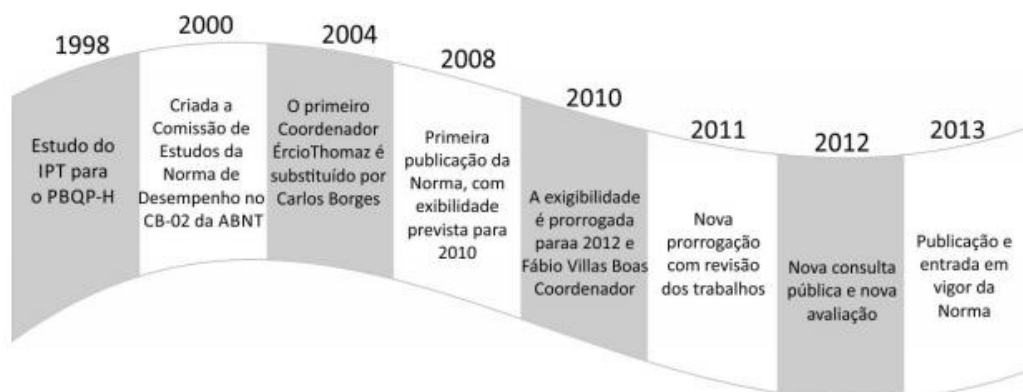 1998
Estudo do
IPT para
o PBQP-H
2000
Criada a
Comissão de
Estudos da
Norma de
Desempenho no
CB-02 da ABNT
2004
O primeiro
Coordenador
ÉrcioThomaz é
substituído por
Carlos Borges
2008
Primeira
publicação da
Norma, com
exibilidade
prevista para
2010
2010
A exigibilidade
é prorrogada
paraa 2012 e
Fábio Villas Boas
Coordenador
2011
Nova
prorrogação
com revisão
dos trabalhos
2012
Nova consulta
pública e nova
avaliação
2013
Publicação e
entrada em
vigor da
Norma